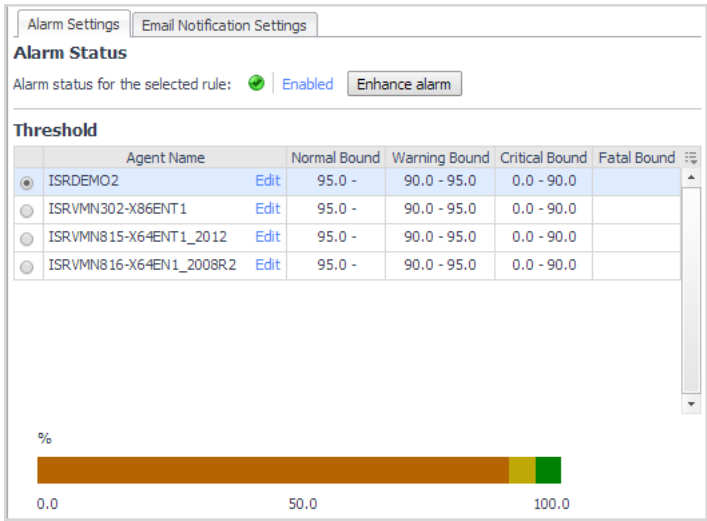 Alarm Settings Email Notification Settings
Alarm Status
Alarm status for the selected rule: Enabled Enhance alarm
Threshold
Agent Name Normal Bound Warning Bound Critical Bound Fatal Bound
ISRDEMO2 Edit 95.0 - 90.0 - 95.0 0.0 - 90.0
ISRVMN302-X86ENT1 Edit 95.0 - 90.0 - 95.0 0.0 - 90.0
ISRVMN815-X64ENT1_2012 Edit 95.0 - 90.0 - 95.0 0.0 - 90.0
ISRVMN816-X64EN1_2008R2 Edit 95.0 - 90.0 - 95.0 0.0 - 90.0
%
0.0 50.0 100.0